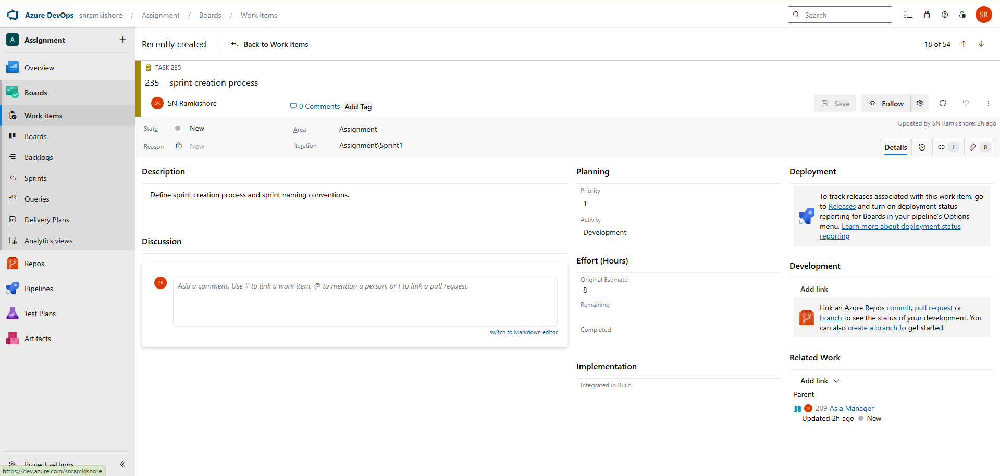 Azure DevOps snramkishore / Assignment / Boards / Work items
Search
SR
A Assignment
Overview
Boards
Work items
Boards
Backlogs
Sprints
Queries
Delivery Plans
Analytics views
Repos
Pipelines
Test Plans
Artifacts
Project settings
https://dev.azure.com/snramkishore
Recently created
Back to Work Items
18 of 54
TASK 235
235 sprint creation process
SR SN Ramkishore
0 Comments
Add Tag
Save
Follow
State New
Area Assignment
Updated by SN Ramkishore: 2h ago
Reason New
Iteration Assignment\Sprint1
Details
1
0
Description
Define sprint creation process and sprint naming conventions.
Discussion
SR
Add a comment. Use # to link a work item, @ to mention a person, or ! to link a pull request.
switch to Markdown editor
Planning
Priority
1
Activity
Development
Effort (Hours)
Original Estimate
8
Remaining
Completed
Implementation
Integrated in Build
Deployment
To track releases associated with this work item, go
to Releases and turn on deployment status
reporting for Boards in your pipeline's Options
menu. Learn more about deployment status
reporting
Development
Add link
Link an Azure Repos commit, pull request or
branch to see the status of your development. You
can also create a branch to get started.
Related Work
Add link
Parent
SR 209 As a Manager
Updated 2h ago New